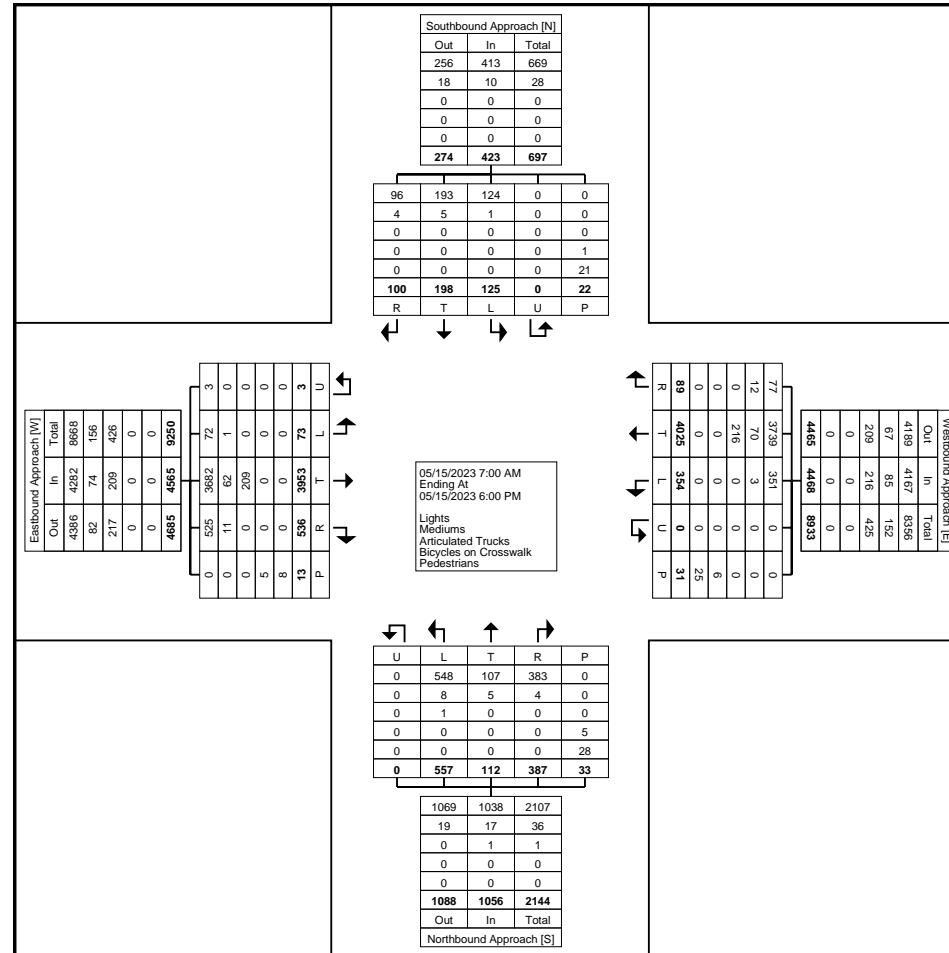 Southbound Approach [N]
Out In Total
256 413 669
18 10 28
0 0 0
0 0 0
0 0 0
274 423 697
96 193 124 0 0
4 5 1 0 0
0 0 0 0 0
0 0 0 0 1
0 0 0 0 21
100 198 125 0 22
R T L U P
Eastbound Approach [W]
Out In Total
4386 4282 8668
82 74 156
217 209 426
0 0 0
0 0 0
4685 4565 9250
0 525 3682 72 3
0 11 62 1 0
0 0 209 0 0
5 0 0 0 0
8 0 0 0 0
13 536 3953 73 3
P R T L U
05/15/2023 7:00 AM
Ending At
05/15/2023 6:00 PM
Lights
Mediums
Articulated Trucks
Bicycles on Crosswalk
Pedestrians
Westbound Approach [E]
Out In Total
4189 4167 8356
67 85 152
209 216 425
0 0 0
0 0 0
4465 4468 8933
77 3739 351 0 0
12 70 3 0 0
0 216 0 0 0
0 0 0 0 6
0 0 0 0 25
89 4025 354 0 31
R T L U P
U L T R P
0 548 107 383 0
0 8 5 4 0
0 1 0 0 0
0 0 0 0 5
0 0 0 0 28
0 557 112 387 33
1069 1038 2107
19 17 36
0 1 1
0 0 0
0 0 0
1088 1056 2144
Out In Total
Northbound Approach [S]